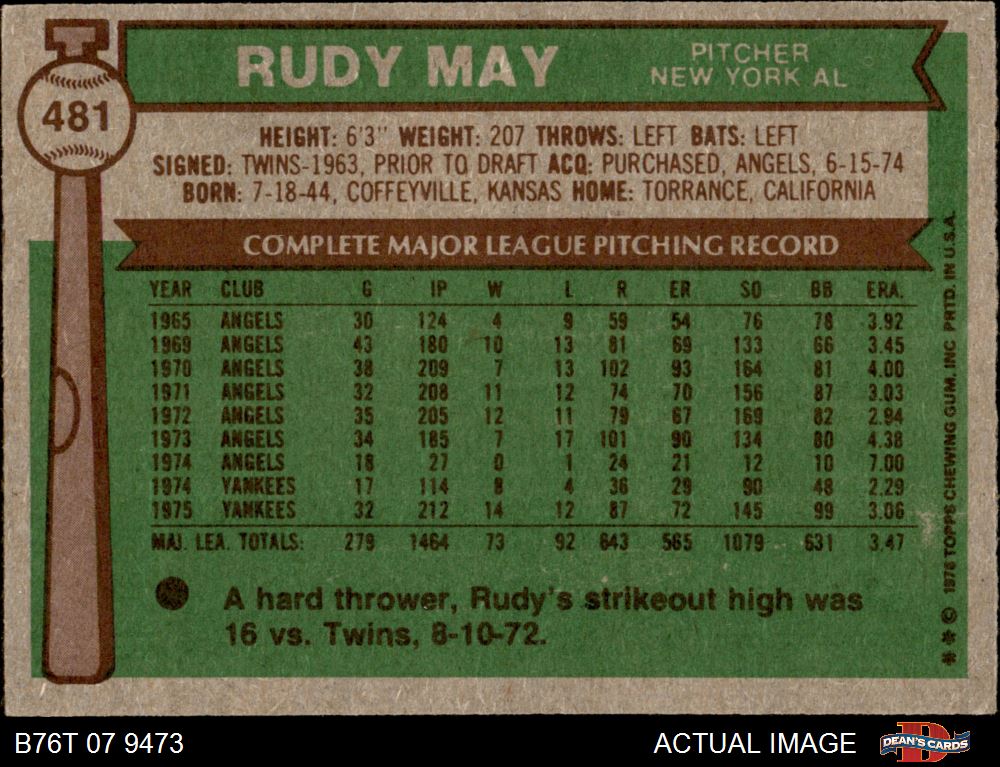 RUDY MAY
PITCHER
NEW YORK AL
481
HEIGHT: 6'3" WEIGHT: 207 THROWS: LEFT BATS: LEFT
SIGNED: TWINS-1963, PRIOR TO DRAFT ACQ: PURCHASED, ANGELS, 6-15-74
BORN: 7-18-44, COFFEYVILLE, KANSAS HOME: TORRANCE, CALIFORNIA
COMPLETE MAJOR LEAGUE PITCHING RECORD
YEAR CLUB G IP W L R ER SO BB ERA.
1965 ANGELS 30 124 4 9 59 54 76 78 3.92
1969 ANGELS 43 180 10 13 81 69 133 66 3.45
1970 ANGELS 38 209 7 13 102 93 164 81 4.00
1971 ANGELS 32 208 11 12 74 70 156 87 3.03
1972 ANGELS 35 205 12 11 79 67 169 82 2.94
1973 ANGELS 34 185 7 17 101 90 134 80 4.38
1974 ANGELS 18 27 0 1 24 21 12 10 7.00
1974 YANKEES 17 114 8 4 36 29 90 48 2.29
1975 YANKEES 32 212 14 12 87 72 145 99 3.06
MAJ. LEA. TOTALS: 279 1464 73 92 643 565 1079 631 3.47
A hard thrower, Rudy's strikeout high was
16 vs. Twins, 8-10-72.
** © 1976 TOPPS CHEWING GUM, INC PRTD. IN U.S.A.
B76T 07 9473
ACTUAL IMAGE
DEAN'S CARDS